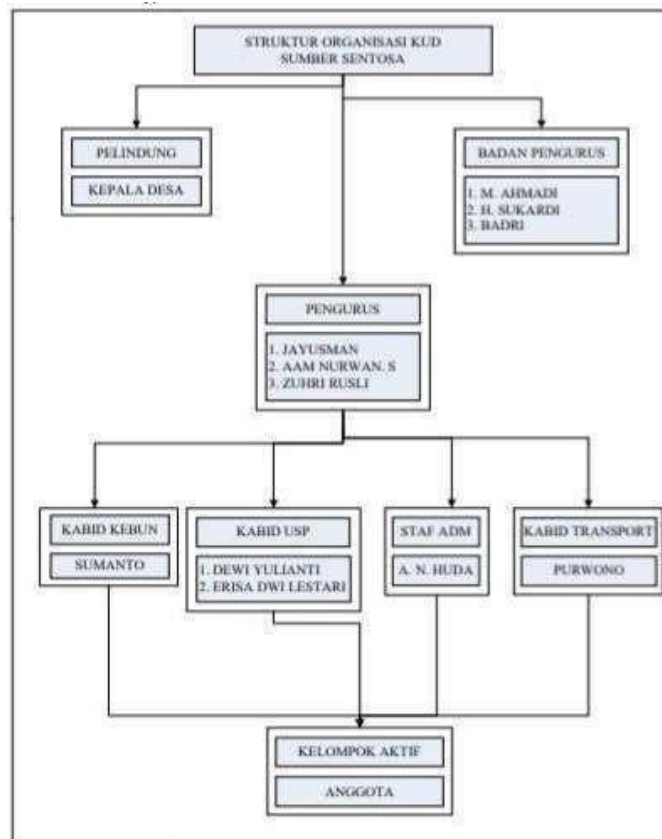 STRUKTUR ORGANISASI KUD
SUMBER SENTOSA
PELINDUNG
KEPALA DESA
BADAN PENGURUS
1. M. AHMADI
2. H. SUKARDI
3. BADRI
PENGURUS
1. JAYUSMAN
2. AAM NURWAN. S
3. ZUHRI RUSLI
KABID KEBUN
SUMANTO
KABID USP
1. DEWI YULIANTI
2. ERISA DWI LESTARI
STAF ADM
A. N. HUDA
KABID TRANSPORT
PURWONO
KELOMPOK AKTIF
ANGGOTA